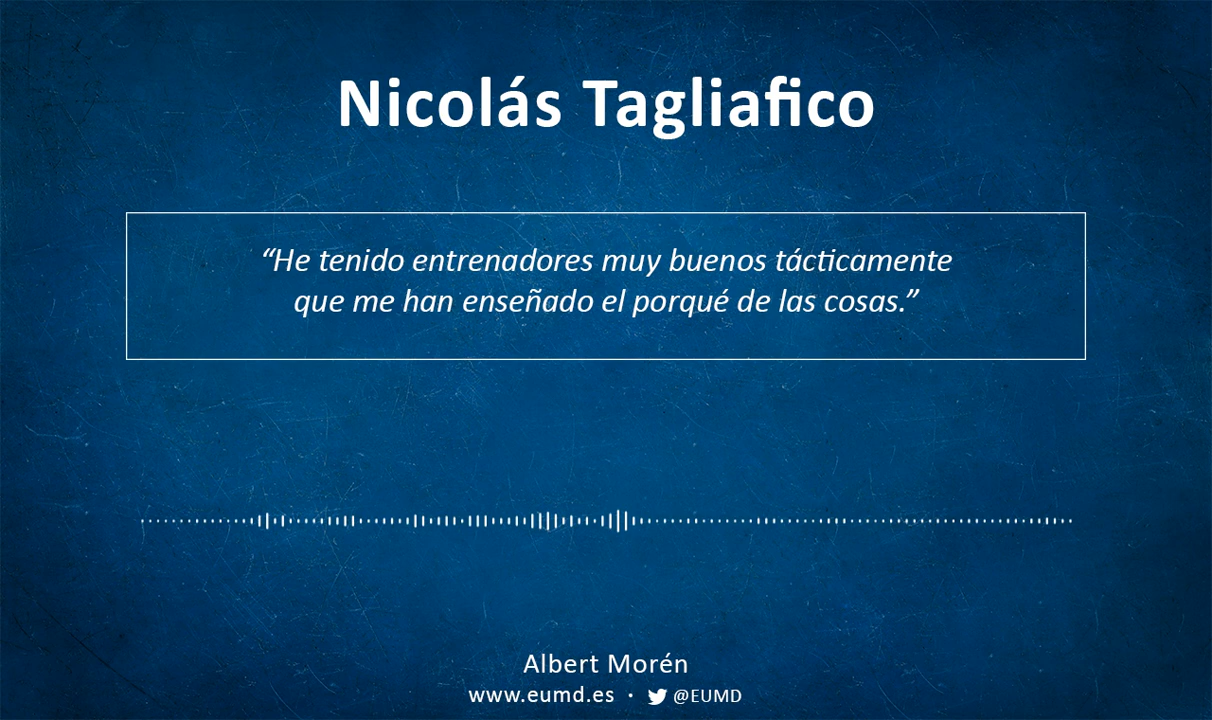 Nicolás Tagliafico
“He tenido entrenadores muy buenos tácticamente
que me han enseñado el porqué de las cosas.”
Albert Morén
www.eumd.es · @EUMD